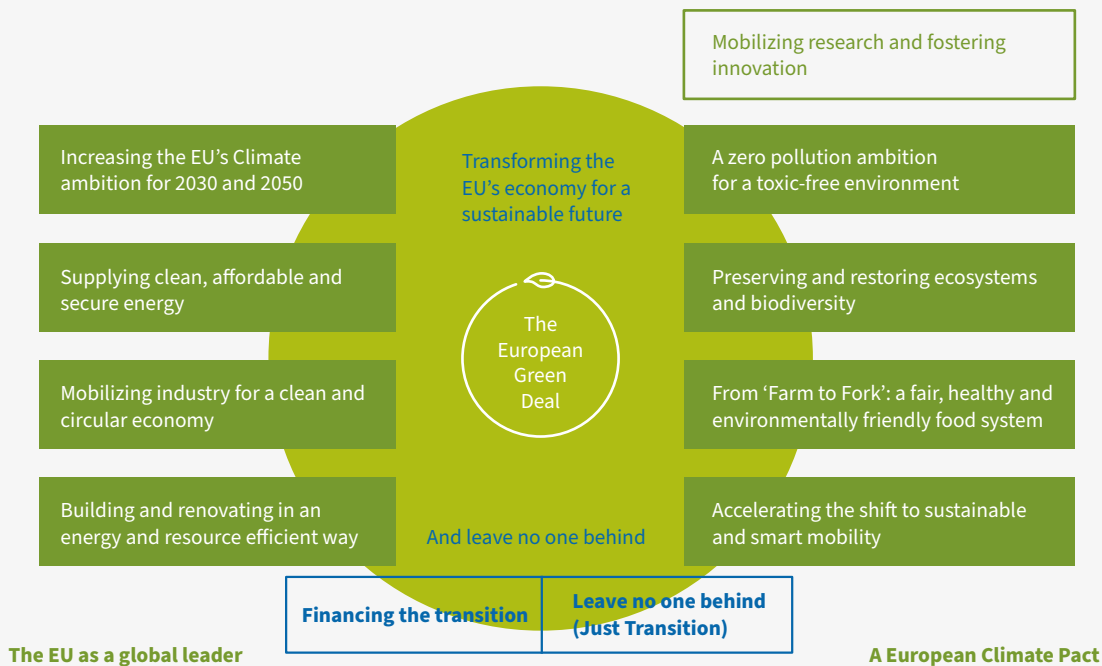 Mobilizing research and fostering
innovation
Increasing the EU’s Climate
ambition for 2030 and 2050
Transforming the
EU’s economy for a
sustainable future
A zero pollution ambition
for a toxic-free environment
Supplying clean, affordable and
secure energy
Preserving and restoring ecosystems
and biodiversity
The
European
Green
Deal
Mobilizing industry for a clean and
circular economy
From ‘Farm to Fork’: a fair, healthy and
environmentally friendly food system
Building and renovating in an
energy and resource efficient way
And leave no one behind
Accelerating the shift to sustainable
and smart mobility
Financing the transition
Leave no one behind
(Just Transition)
The EU as a global leader
A European Climate Pact